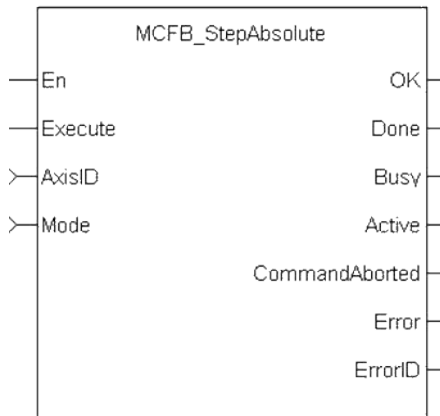 MCFB_StepAbsolute
En OK
Execute Done
AxisID Busy
Mode Active
CommandAborted
Error
ErrorID